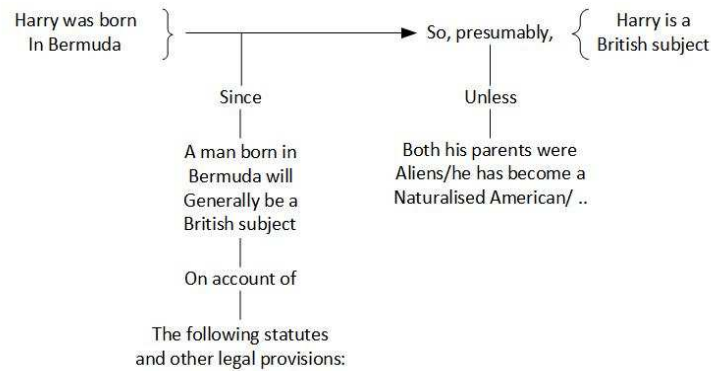 Harry was born
In Bermuda
So, presumably,
Harry is a
British subject
Since
Unless
A man born in
Bermuda will
Generally be a
British subject
Both his parents were
Aliens/he has become a
Naturalised American/ ..
On account of
The following statutes
and other legal provisions: